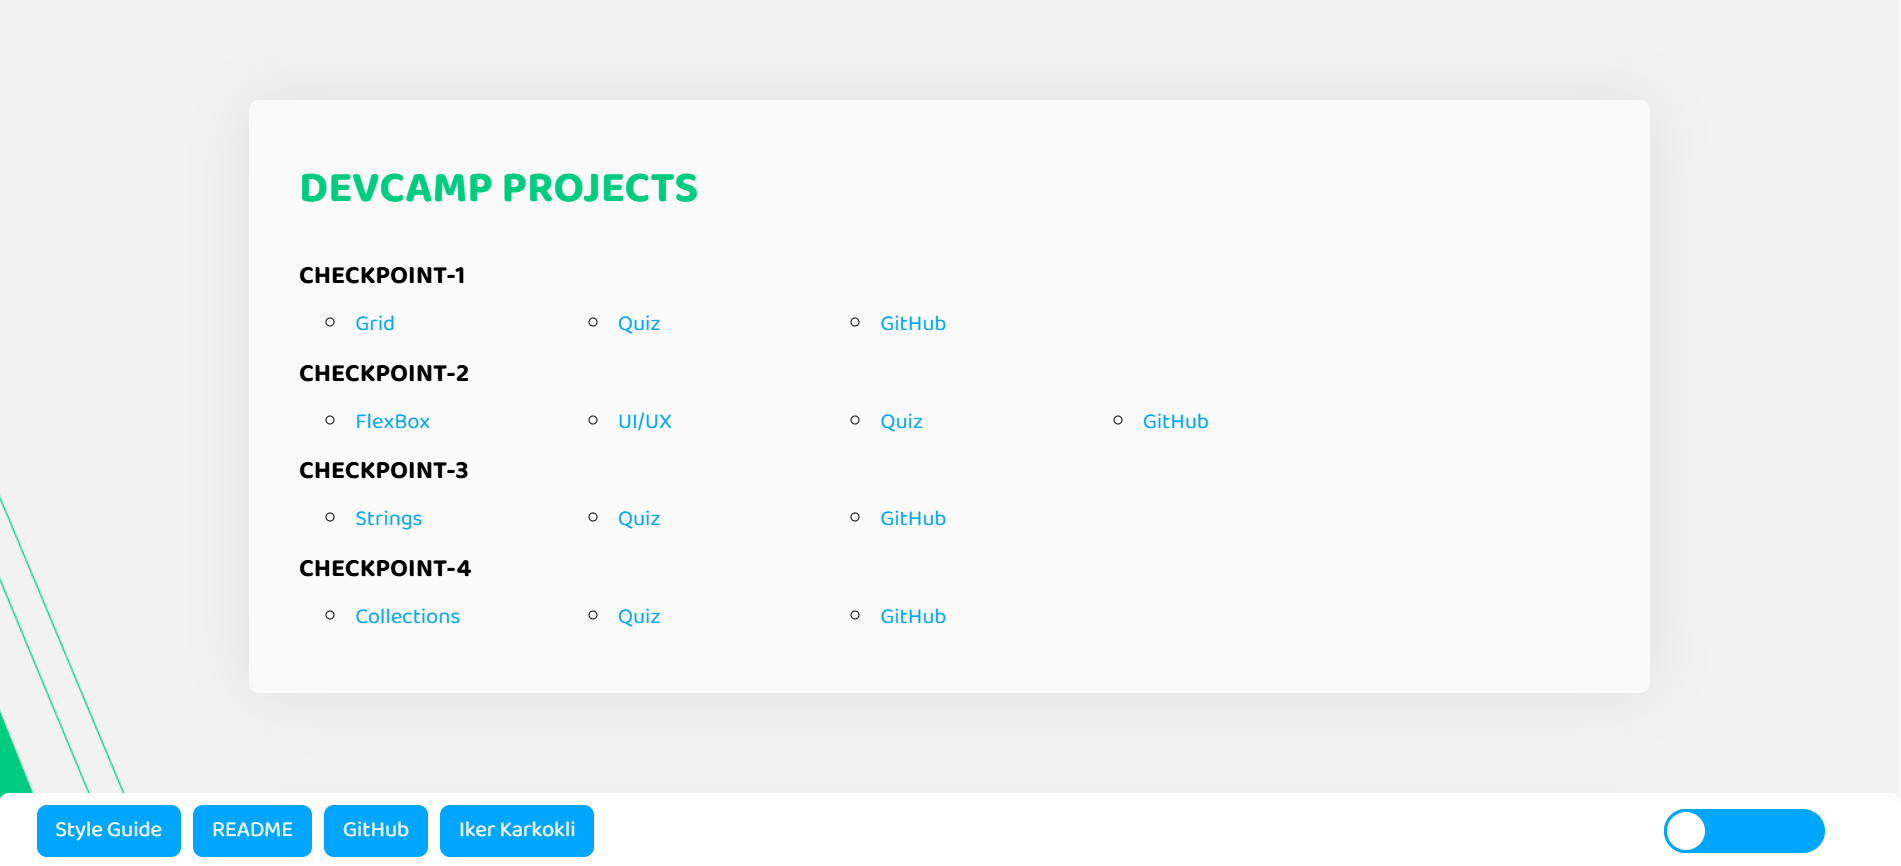 DEVCAMP PROJECTS
CHECKPOINT-1
Grid Quiz GitHub
CHECKPOINT-2
FlexBox UI/UX Quiz GitHub
CHECKPOINT-3
Strings Quiz GitHub
CHECKPOINT-4
Collections Quiz GitHub
Style Guide README GitHub Iker Karkokli